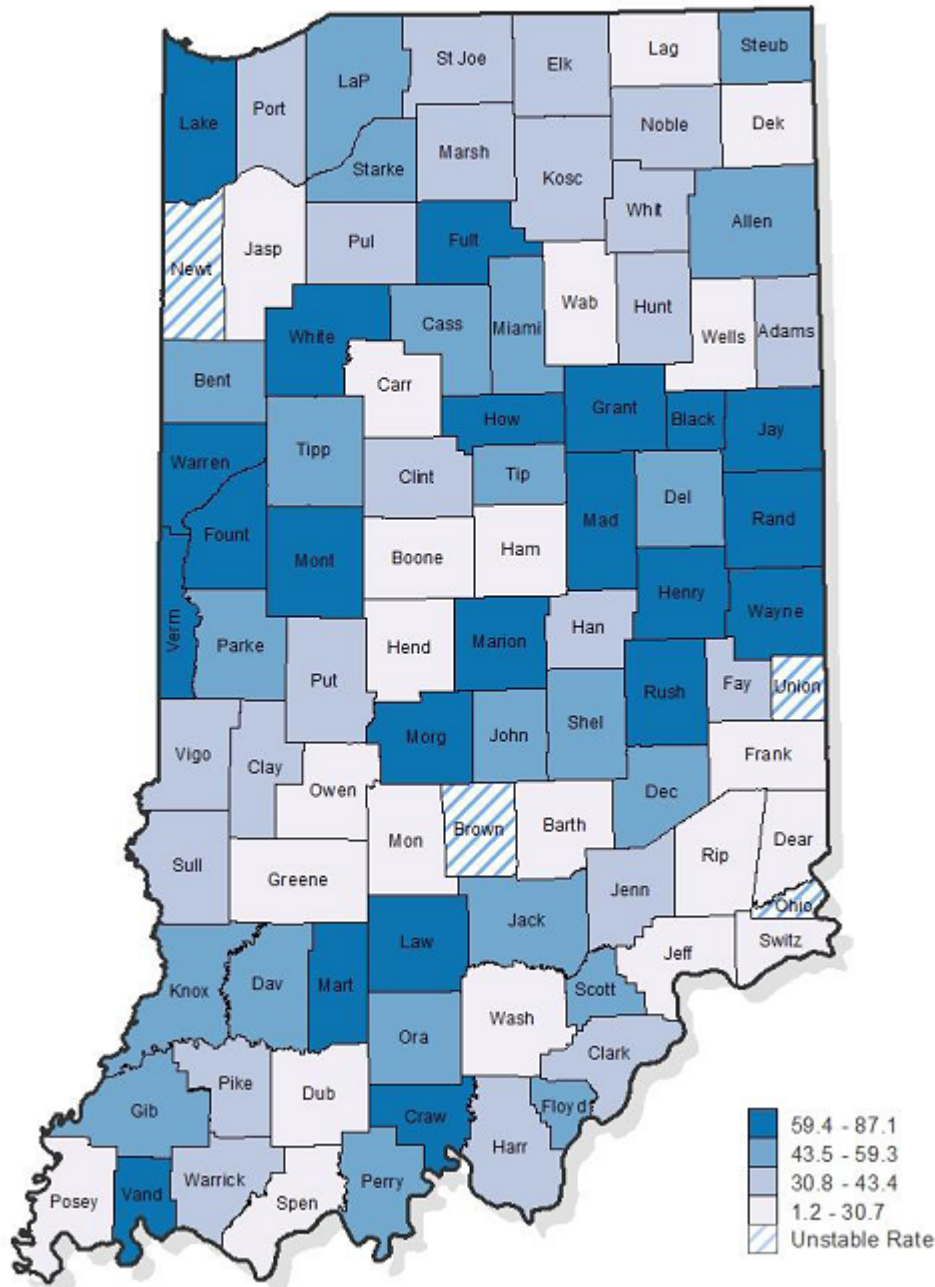 St Joe
Elk
Lag
Steub
LaP
Port
Lake
Noble
Dek
Marsh
Starke
Kosc
Whit
Allen
Pul
Fult
Jasp
Newt
Wab
Hunt
Wells
Adams
White
Cass
Miami
Bent
Carr
How
Grant
Black
Jay
Warren
Tipp
Clint
Tip
Del
Rand
Mad
Fount
Mont
Boone
Ham
Henry
Wayne
Verm
Parke
Hend
Marion
Han
Put
Rush
Fay
Union
Vigo
Clay
Morg
John
Shel
Frank
Owen
Dec
Mon
Brown
Barth
Rip
Dear
Sull
Greene
Jenn
Ohio
Jack
Law
Jeff
Switz
Knox
Dav
Mart
Scott
Wash
Ora
Clark
Pike
Dub
Gib
Craw
Floyd
Harr
Posey
Vand
Warrick
Spen
Perry
59.4 - 87.1
43.5 - 59.3
30.8 - 43.4
1.2 - 30.7
Unstable Rate